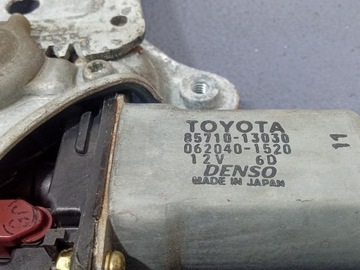 TOYOTA
85710-13030
062040-1520
12V 6D
DENSO
MADE IN JAPAN
11